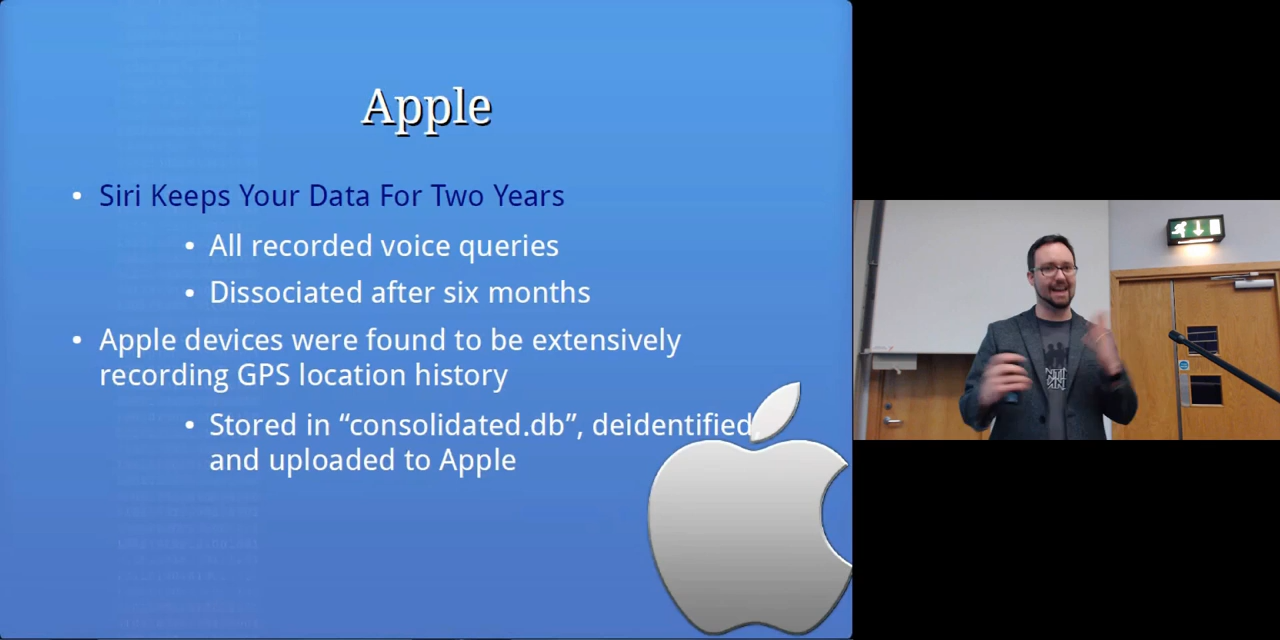 Apple
• Siri Keeps Your Data For Two Years
• All recorded voice queries
• Dissociated after six months
• Apple devices were found to be extensively
recording GPS location history
• Stored in “consolidated.db”, deidentified,
and uploaded to Apple